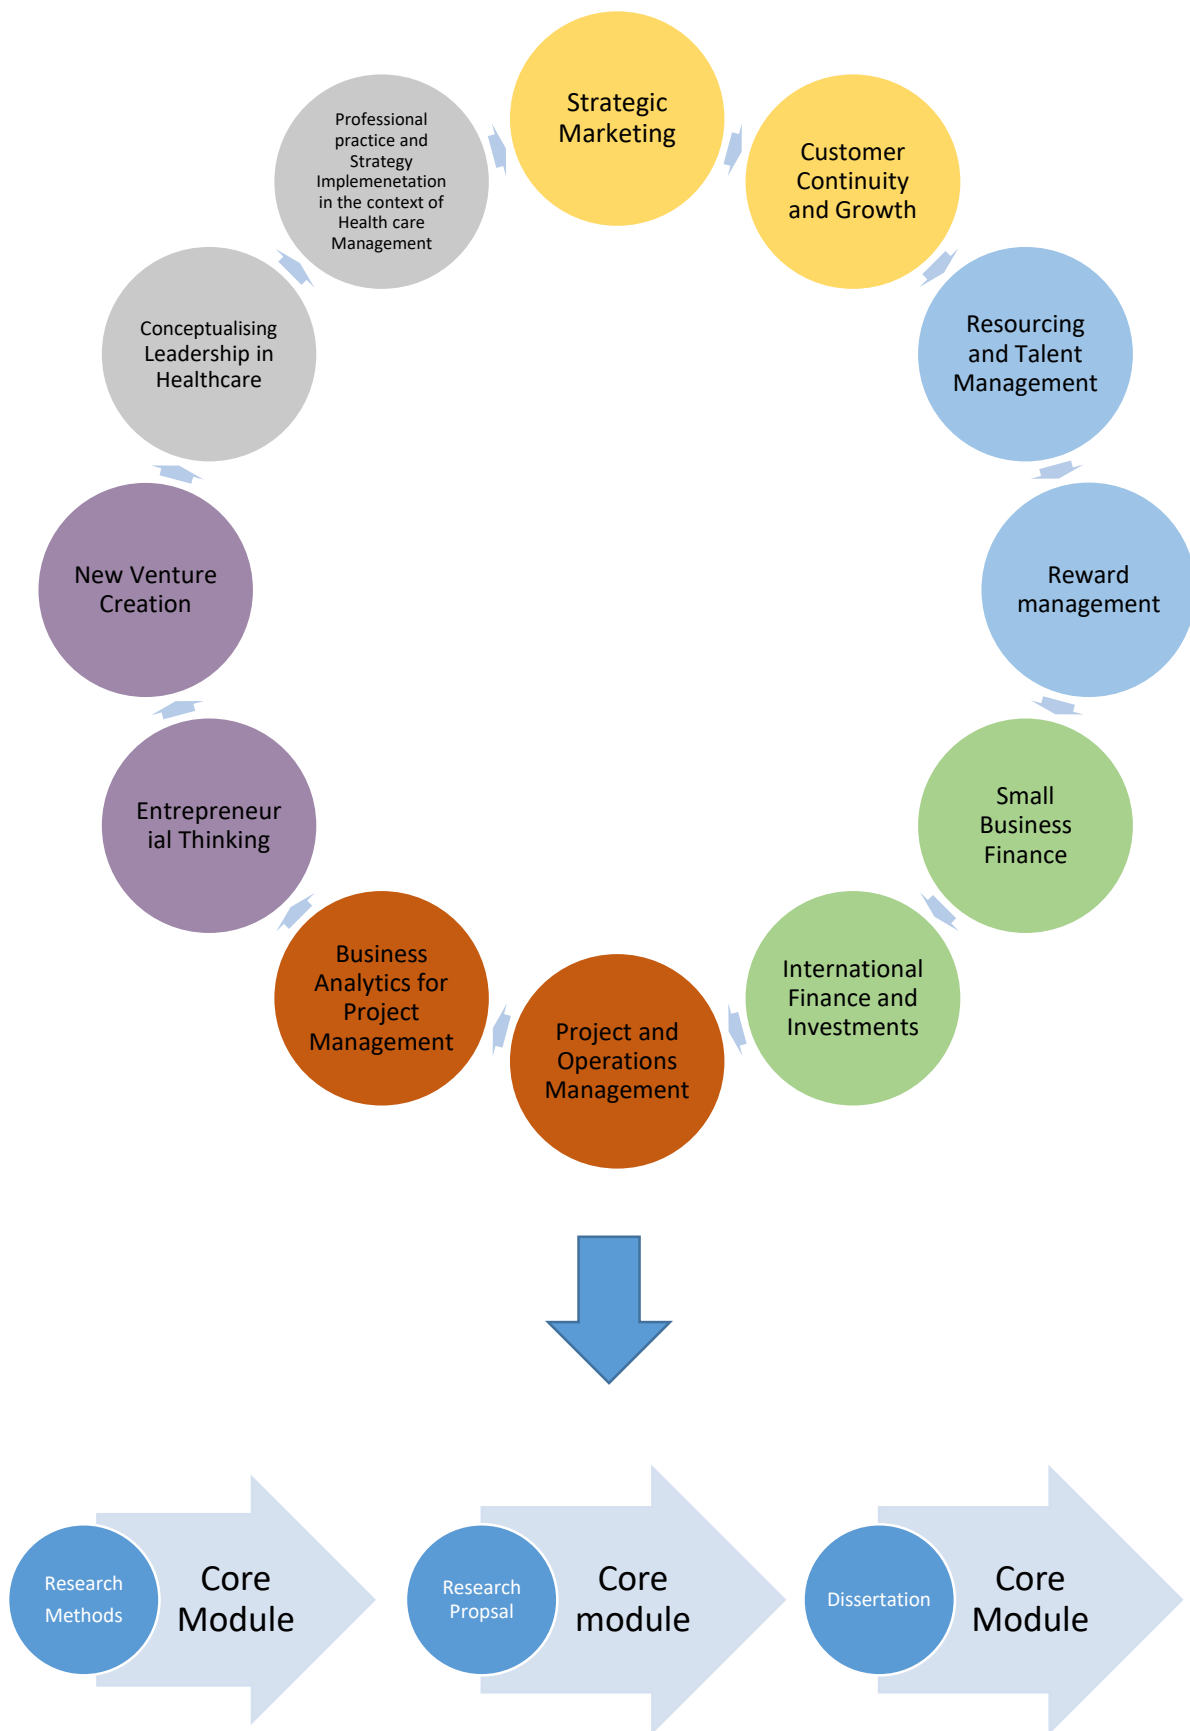 Strategic
Marketing
Customer
Continuity
and Growth
Resourcing
and Talent
Management
Reward
management
Small
Business
Finance
International
Finance and
Investments
Project and
Operations
Management
Business
Analytics for
Project
Management
Entrepreneur
ial Thinking
New Venture
Creation
Conceptualising
Leadership in
Healthcare
Professional
practice and
Strategy
Implemenetation
in the context of
Health care
Management
Research
Methods
Core
Module
Research
Propsal
Core
module
Dissertation
Core
Module